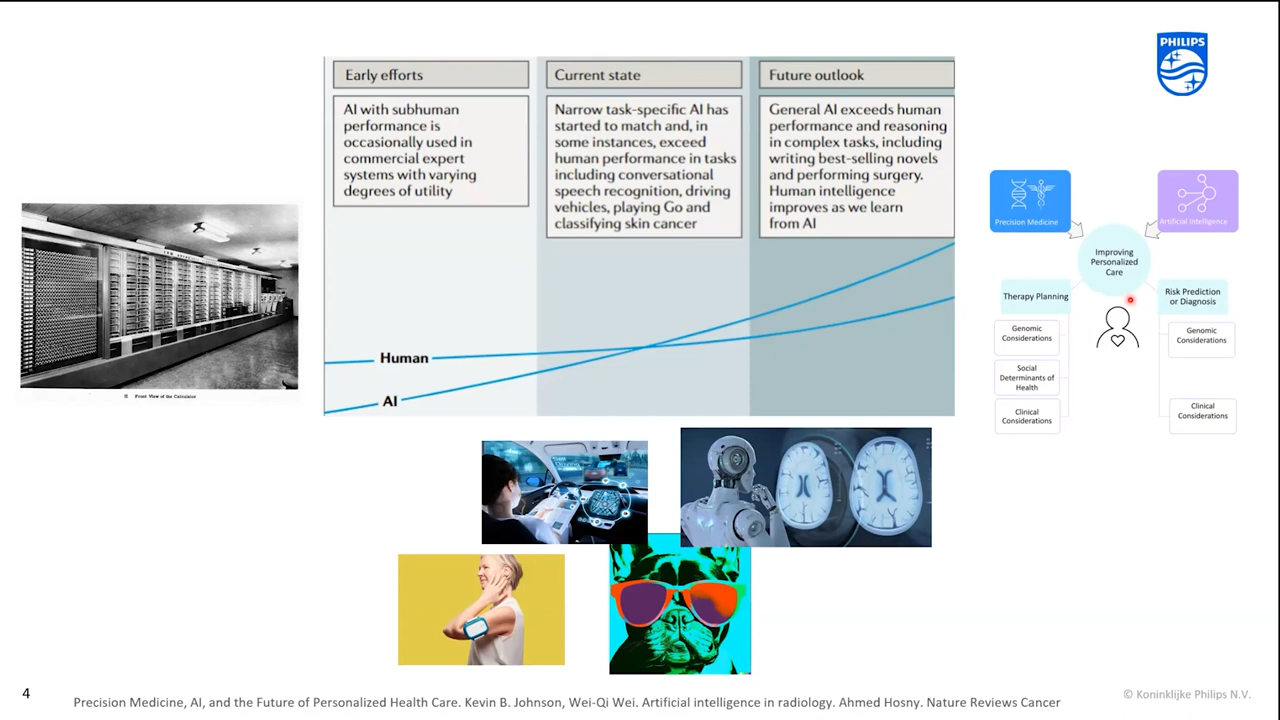 PHILIPS
Early efforts
AI with subhuman
performance is
occasionally used in
commercial expert
systems with varying
degrees of utility
Current state
Narrow task-specific AI has
started to match and, in
some instances, exceed
human performance in tasks
including conversational
speech recognition, driving
vehicles, playing Go and
classifying skin cancer
Future outlook
General AI exceeds human
performance and reasoning
in complex tasks, including
writing best-selling novels
and performing surgery.
Human intelligence
improves as we learn
from AI
Human
AI
Front View of the Calculator
Precision Medicine
Artificial Intelligence
Improving
Personalized
Care
Therapy Planning
Genomic
Considerations
Social
Determinants of
Health
Clinical
Considerations
Risk Prediction
or Diagnosis
Genomic
Considerations
Clinical
Considerations
4
Precision Medicine, AI, and the Future of Personalized Health Care. Kevin B. Johnson, Wei-Qi Wei. Artificial intelligence in radiology. Ahmed Hosny. Nature Reviews Cancer
© Koninklijke Philips N.V.